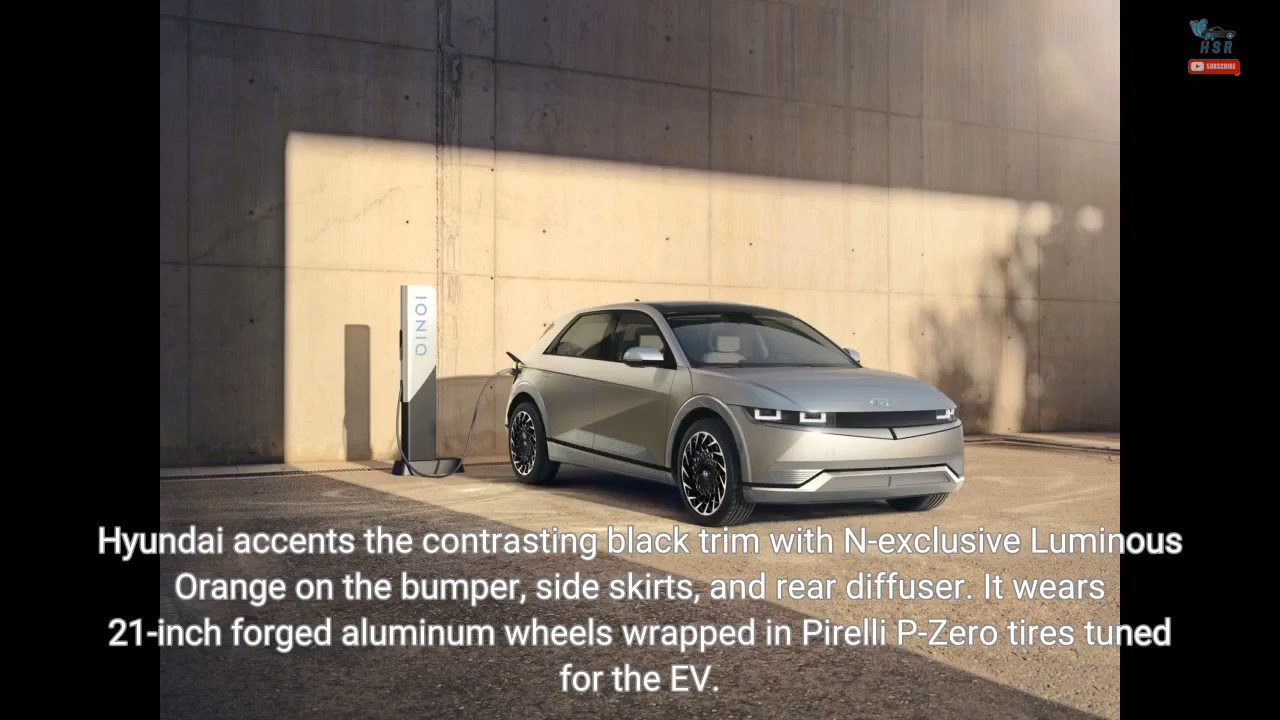 HSR
SUBSCRIBE
IONIQ
Hyundai accents the contrasting black trim with N-exclusive Luminous
Orange on the bumper, side skirts, and rear diffuser. It wears
21-inch forged aluminum wheels wrapped in Pirelli P-Zero tires tuned
for the EV.